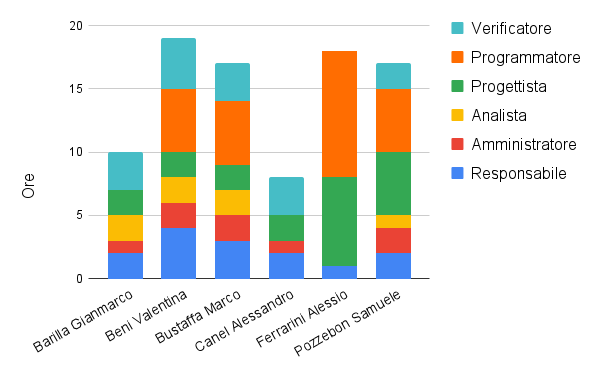 20
15
10
5
0
Ore
Barilla Gianmarco
Beni Valentina
Bustaffa Marco
Canel Alessandro
Ferrarini Alessio
Pozzebon Samuele
Verificatore
Programmatore
Progettista
Analista
Amministratore
Responsabile